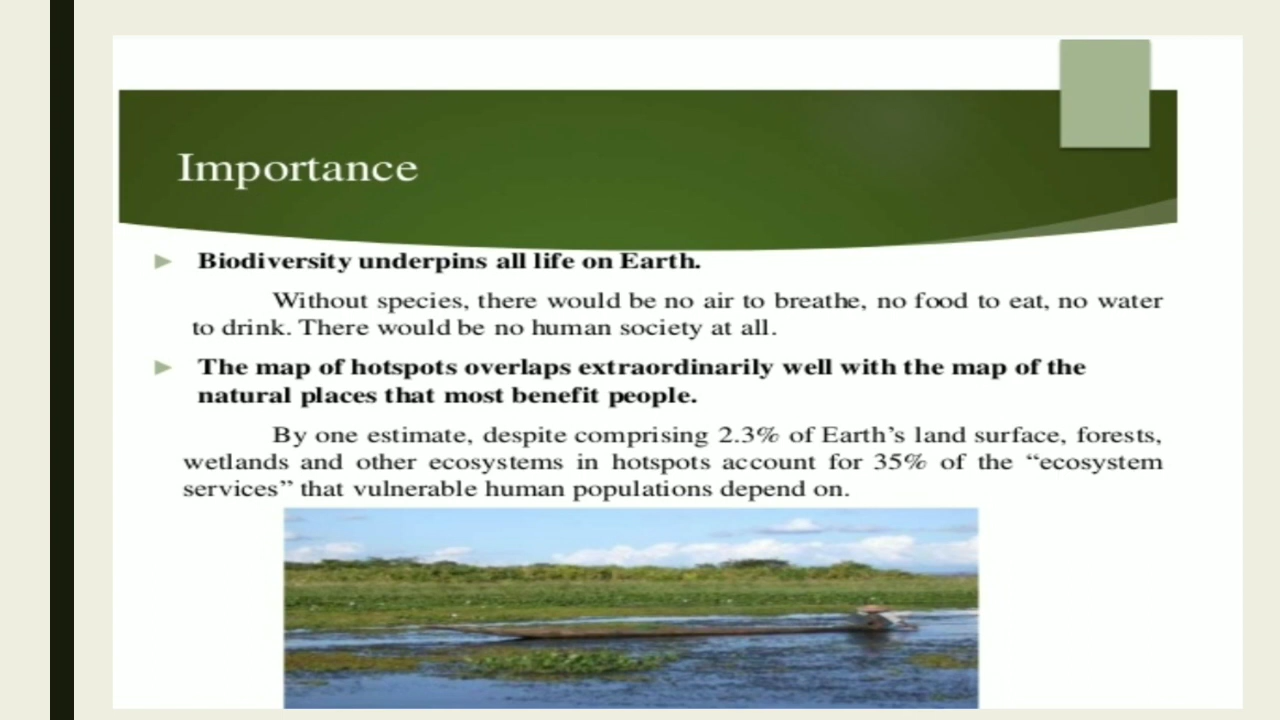 Importance
Biodiversity underpins all life on Earth.
Without species, there would be no air to breathe, no food to eat, no water
to drink. There would be no human society at all.
The map of hotspots overlaps extraordinarily well with the map of the
natural places that most benefit people.
By one estimate, despite comprising 2.3% of Earth’s land surface, forests,
wetlands and other ecosystems in hotspots account for 35% of the “ecosystem
services” that vulnerable human populations depend on.